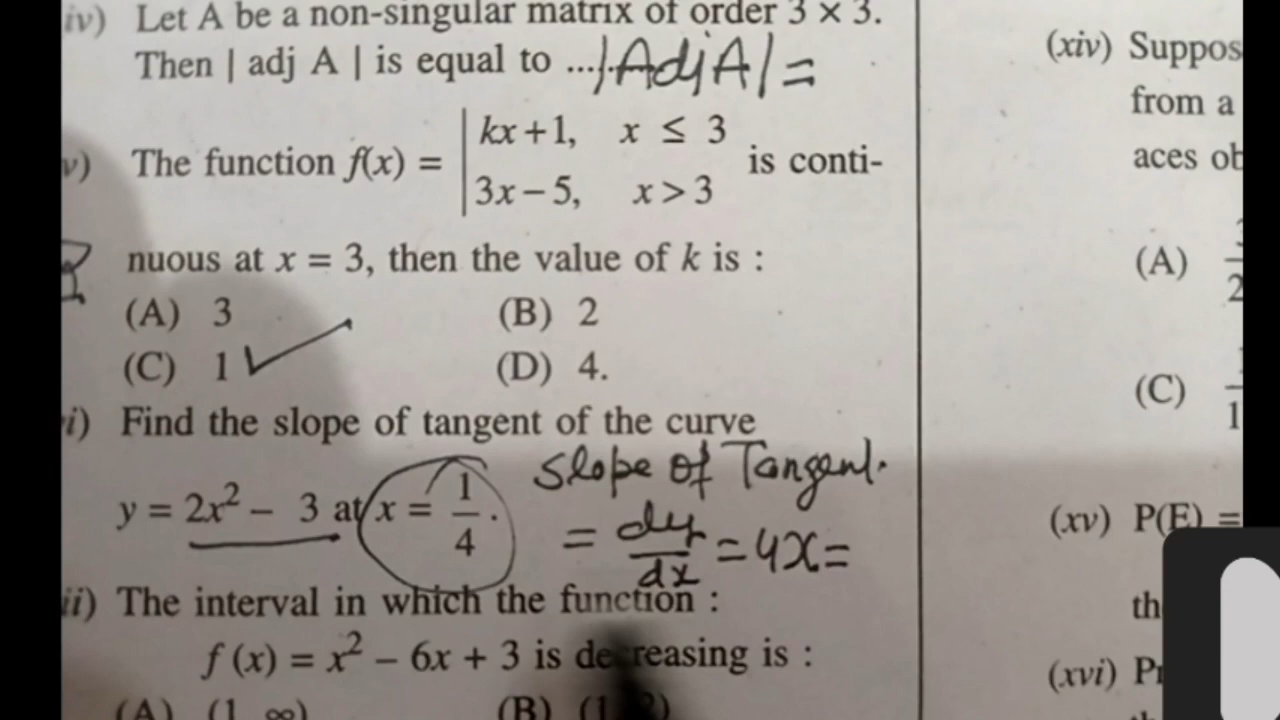 iv) Let A be a non-singular matrix of order 3 × 3.
Then | adj A | is equal to ... |AdjA| =
v) The function f(x) = | kx+1, x ≤ 3
3x−5, x>3 is conti-
nuous at x = 3, then the value of k is :
(A) 3 (B) 2
(C) 1 ✓ (D) 4.
i) Find the slope of tangent of the curve
y = 2x² − 3 at x = 1/4.
Slope of Tangent.
= dy/dx = 4x =
ii) The interval in which the function :
f (x) = x² − 6x + 3 is decreasing is :
(A) (1, ∞) (B)
(xiv) Suppos
from a
aces ob
(A)
(C)
(xv) P(E) =
th
(xvi) P